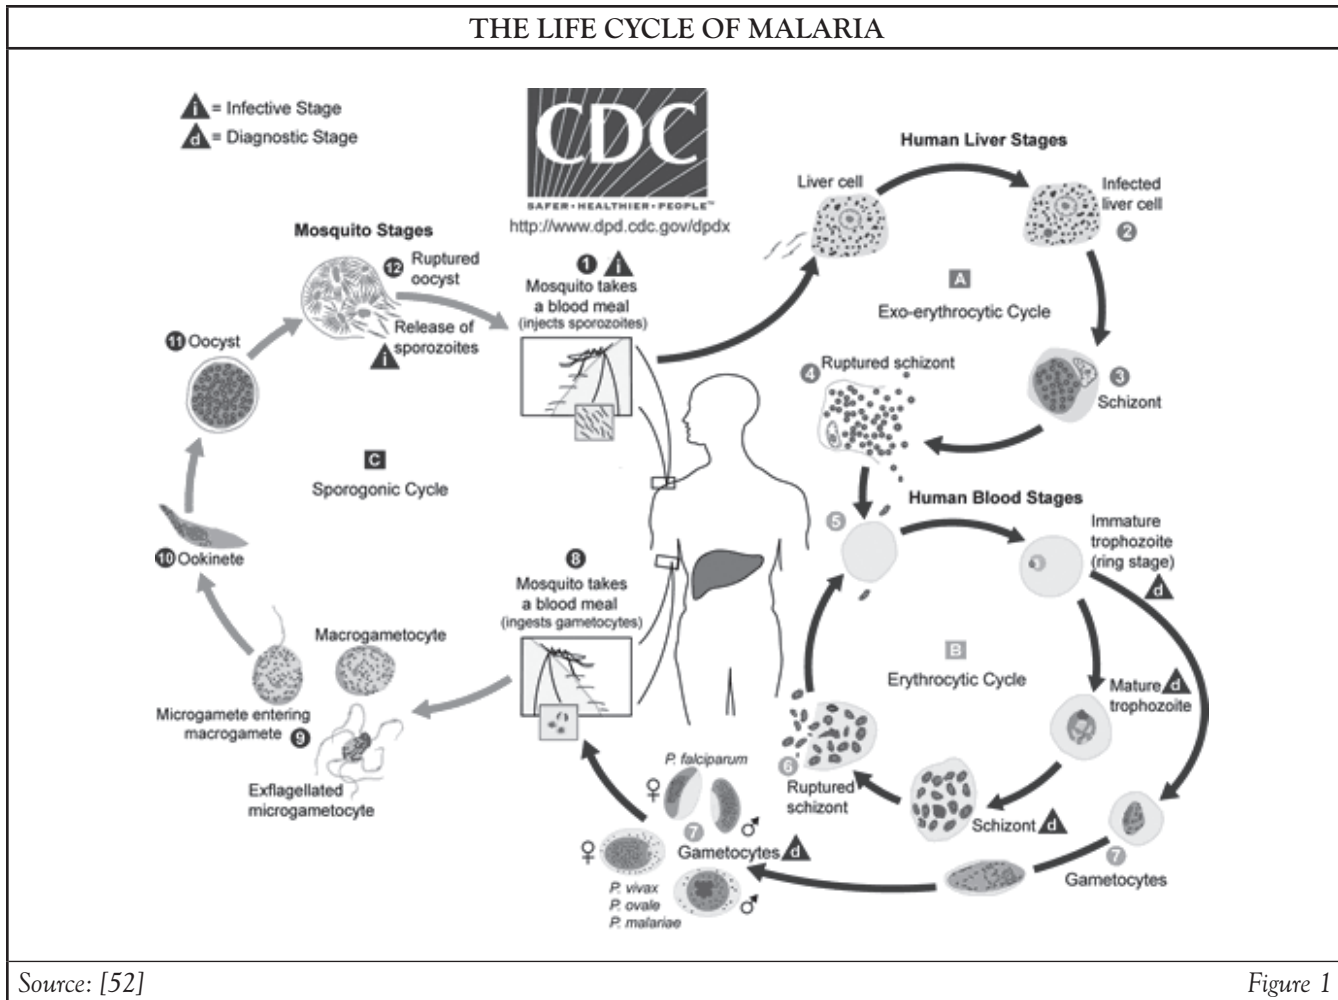 THE LIFE CYCLE OF MALARIA
i = Infective Stage
d = Diagnostic Stage
CDC
SAFER • HEALTHIER • PEOPLE™
http://www.dpd.cdc.gov/dpdx
Mosquito Stages
12 Ruptured
oocyst
Release of
sporozoites
i
11 Oocyst
C
Sporogonic Cycle
10 Ookinete
Macrogametocyte
Microgamete entering
macrogamete 9
Exflagellated
microgametocyte
1 i
Mosquito takes
a blood meal
(injects sporozoites)
8
Mosquito takes
a blood meal
(ingests gametocytes)
Human Liver Stages
Liver cell
Infected
liver cell
2
A
Exo-erythrocytic Cycle
4 Ruptured schizont
3
Schizont
Human Blood Stages
5
Immature
trophozoite
(ring stage)
d
B
Erythrocytic Cycle
Mature d
trophozoite
6
Ruptured
schizont
Schizont d
7
Gametocytes
P. falciparum
♀
♂
7
Gametocytes d
♀
P. vivax
P. ovale
P. malariae
♂
Source: [52]
Figure 1